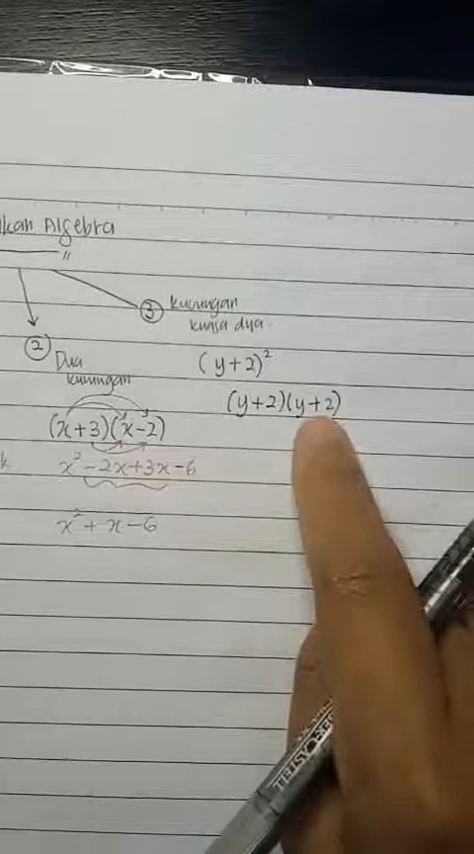 kan Algebra
③ kurungan
kuasa dua
② Dua
kurungan
(y+2)²
(x+3)(x-2)
(y+2)(y+2)
k
x²-2x+3x-6
x²+x-6